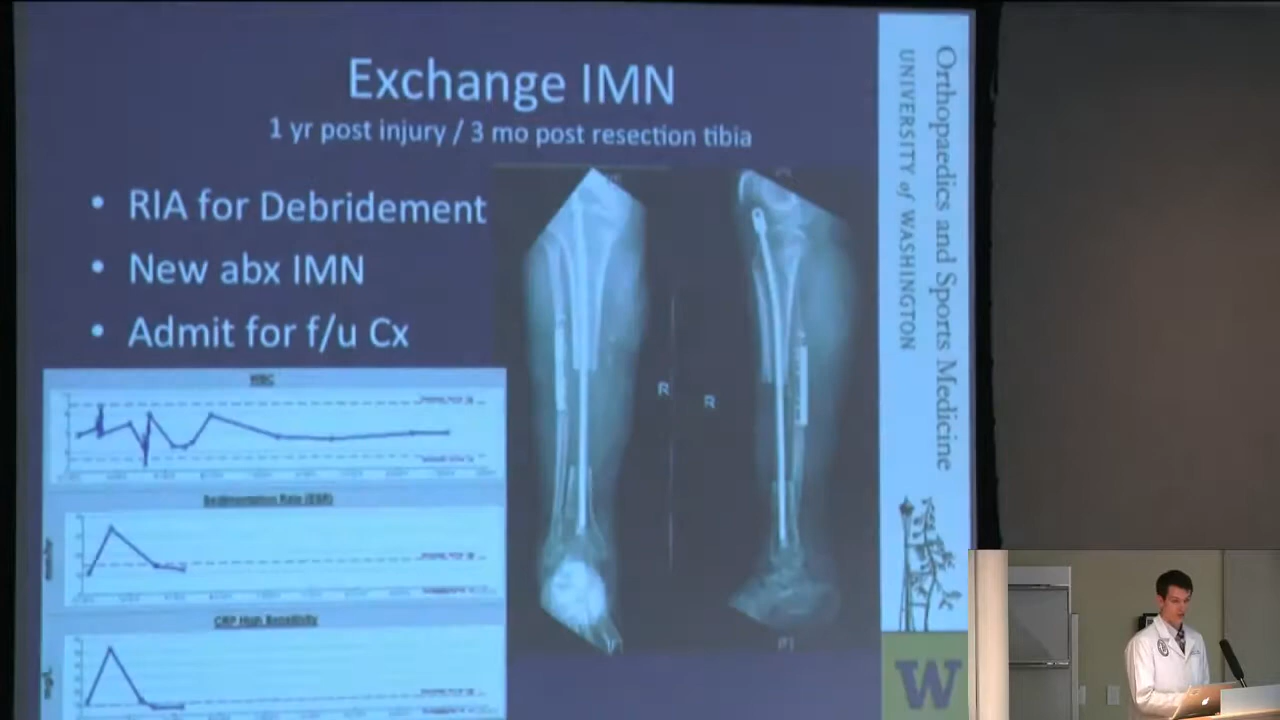 Exchange IMN
1 yr post injury / 3 mo post resection tibia
• RIA for Debridement
• New abx IMN
• Admit for f/u Cx
WBC
Sedimentation Rate (ESR)
CRP High Sensitivity
R
R
Orthopaedics and Sports Medicine
UNIVERSITY of WASHINGTON
W